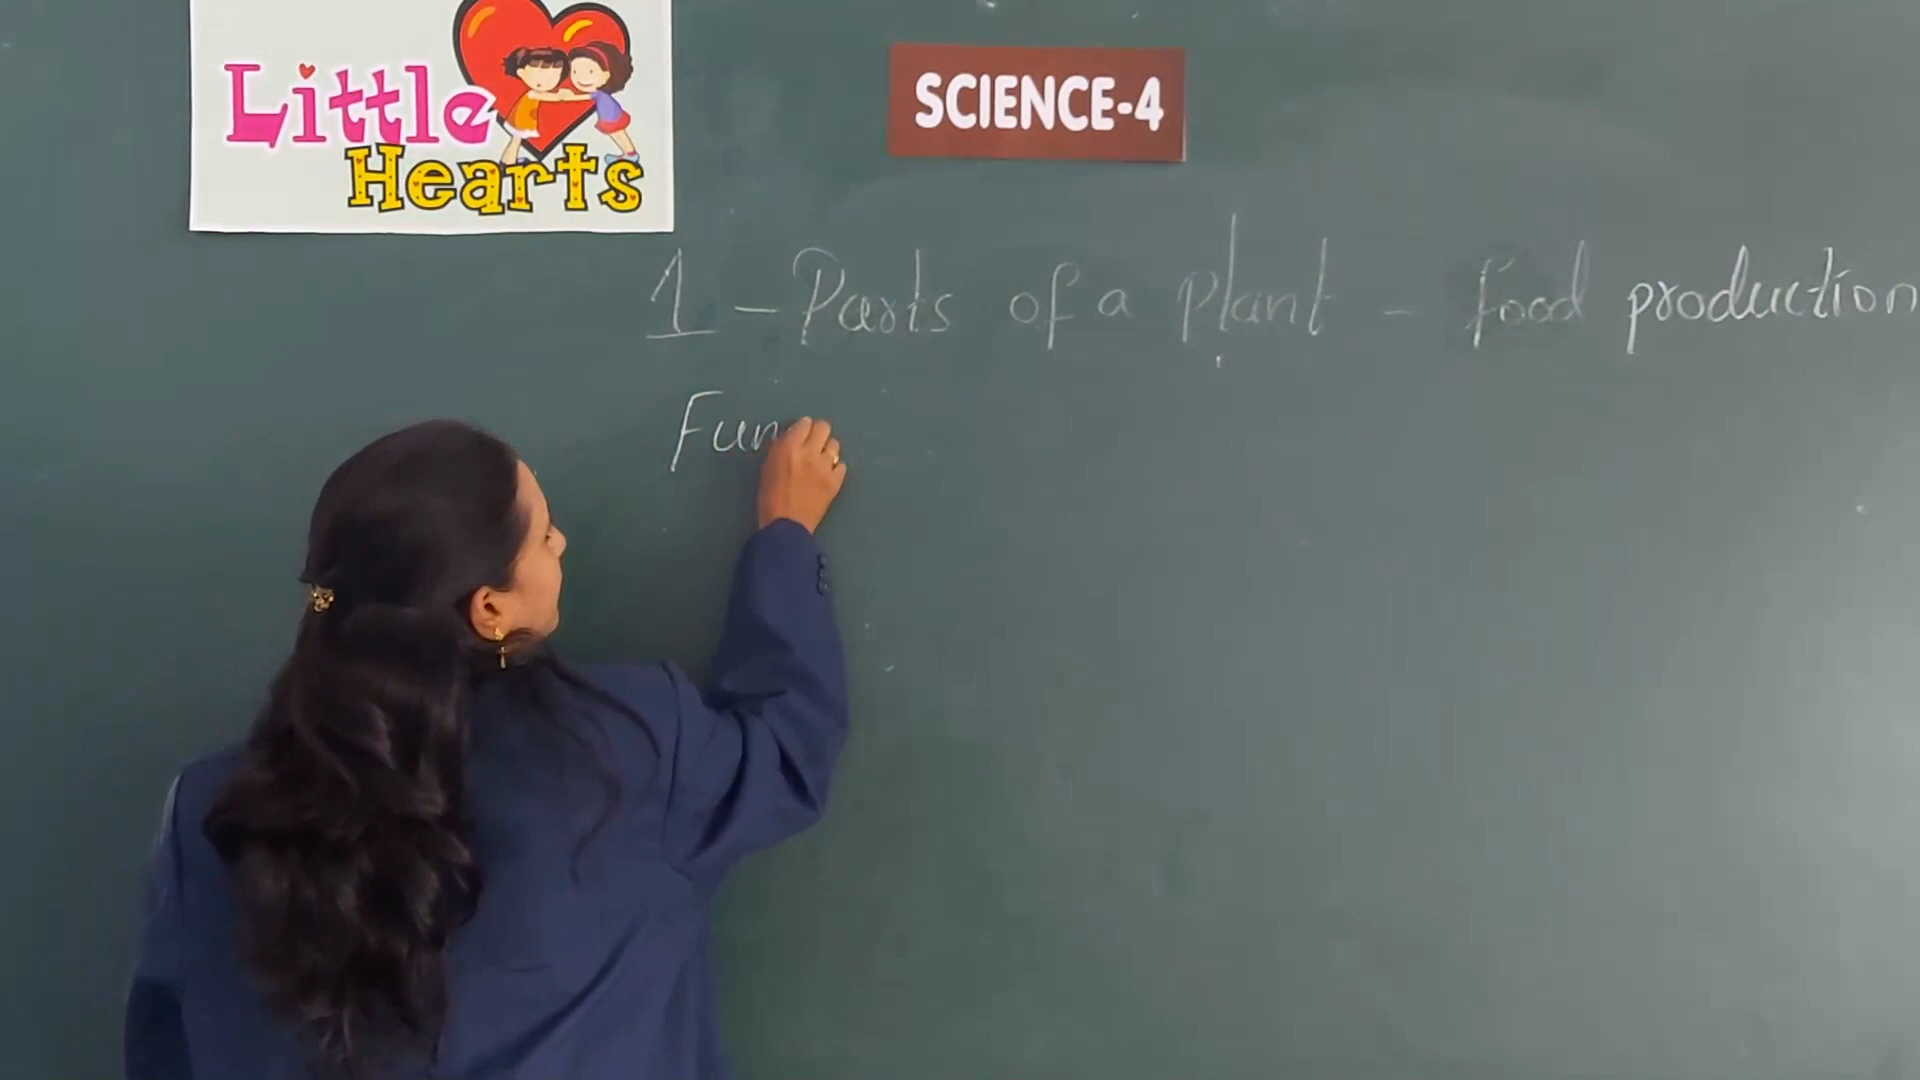 Little
Hearts
SCIENCE-4
1 - Parts of a plant - food production
Fun